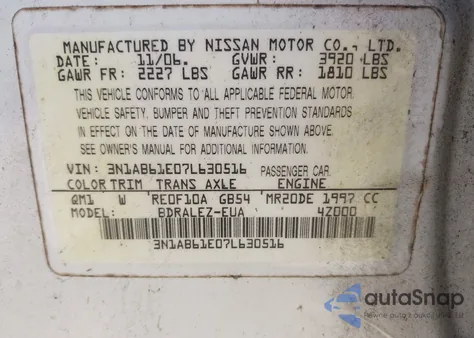 MANUFACTURED BY NISSAN MOTOR CO., LTD.
DATE: 11/06. GVWR: 3920 LBS
GAWR FR: 2227 LBS GAWR RR: 1810 LBS
THIS VEHICLE CONFORMS TO ALL APPLICABLE FEDERAL MOTOR
VEHICLE SAFETY, BUMPER AND THEFT PREVENTION STANDARDS
IN EFFECT ON THE DATE OF MANUFACTURE SHOWN ABOVE.
SEE OWNER'S MANUAL FOR ADDITIONAL INFORMATION.
VIN: 3N1AB61E07L630516 PASSENGER CAR
COLOR TRIM TRANS AXLE ENGINE
QM1 W RE0F10A GB54 MR20DE 1997 CC
MODEL: BDRALEZ-EUA 4Z000
3N1AB61E07L630516
autoSnap